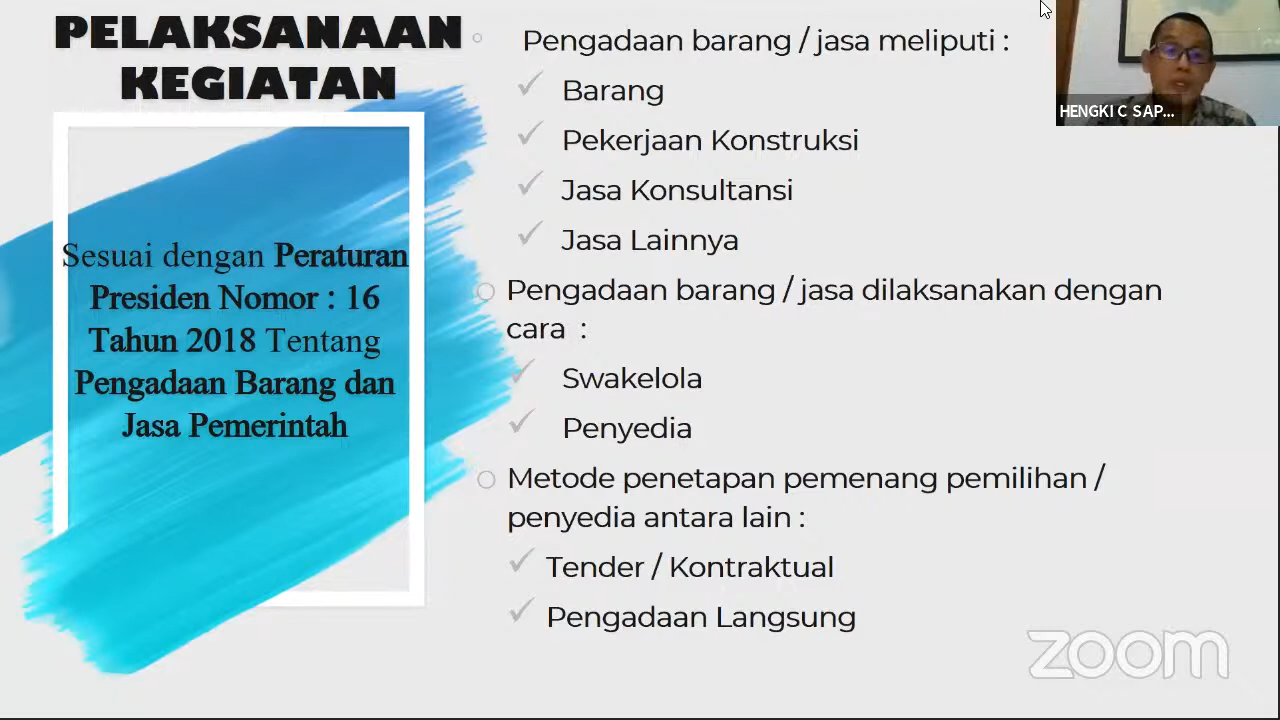 PELAKSANAAN
KEGIATAN
Sesuai dengan Peraturan
Presiden Nomor : 16
Tahun 2018 Tentang
Pengadaan Barang dan
Jasa Pemerintah
Pengadaan barang / jasa meliputi :
Barang
Pekerjaan Konstruksi
Jasa Konsultansi
Jasa Lainnya
Pengadaan barang / jasa dilaksanakan dengan
cara :
Swakelola
Penyedia
Metode penetapan pemenang pemilihan /
penyedia antara lain :
Tender / Kontraktual
Pengadaan Langsung
HENGKI C SAP...
zoom